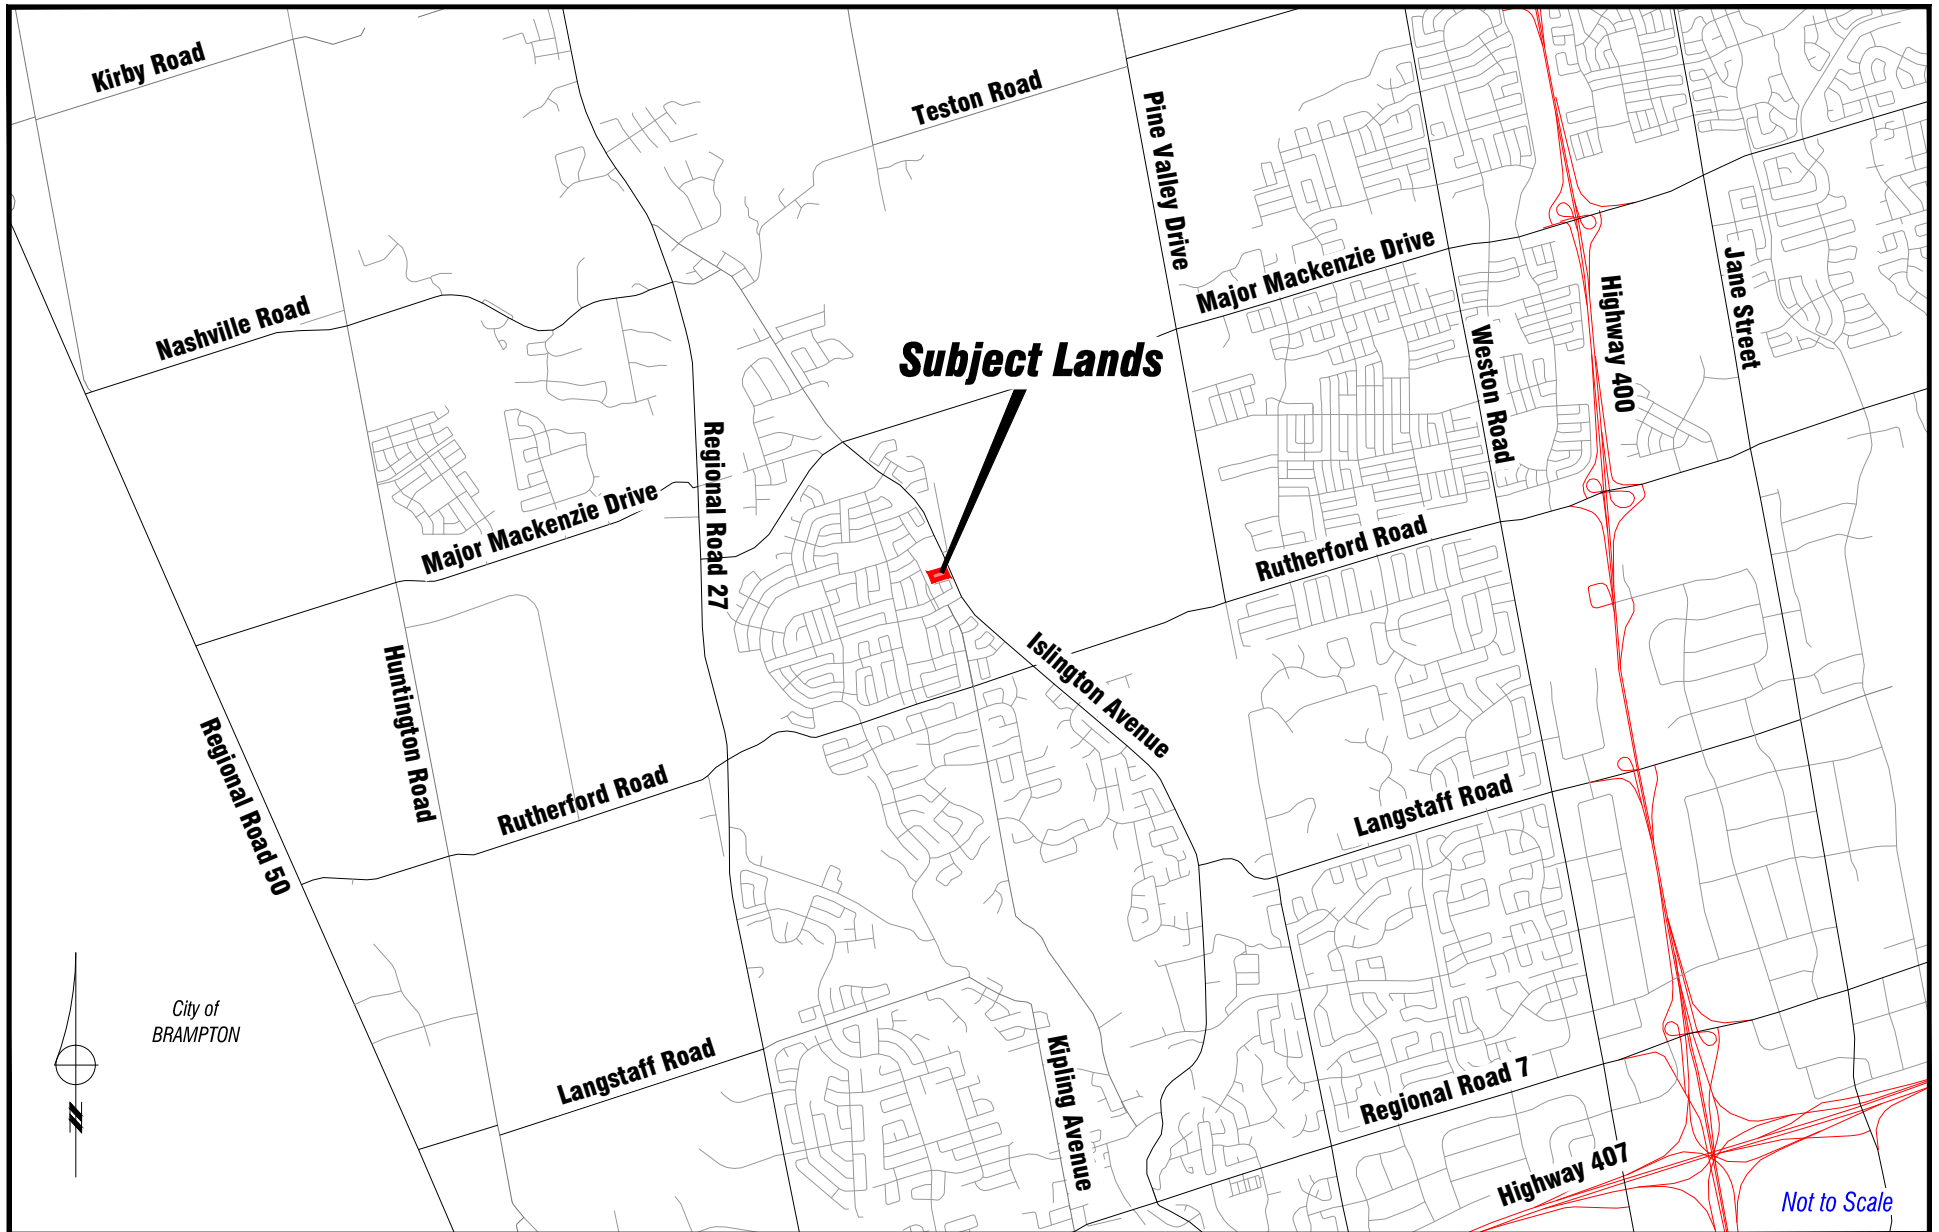 Kirby Road
Teston Road
Pine Valley Drive
Major Mackenzie Drive
Nashville Road
Highway 400
Jane Street
Weston Road
Subject Lands
Regional Road 27
Major Mackenzie Drive
Rutherford Road
Huntington Road
Islington Avenue
Regional Road 50
Rutherford Road
Langstaff Road
City of
BRAMPTON
Langstaff Road
Kipling Avenue
Regional Road 7
Highway 407
Not to Scale
N